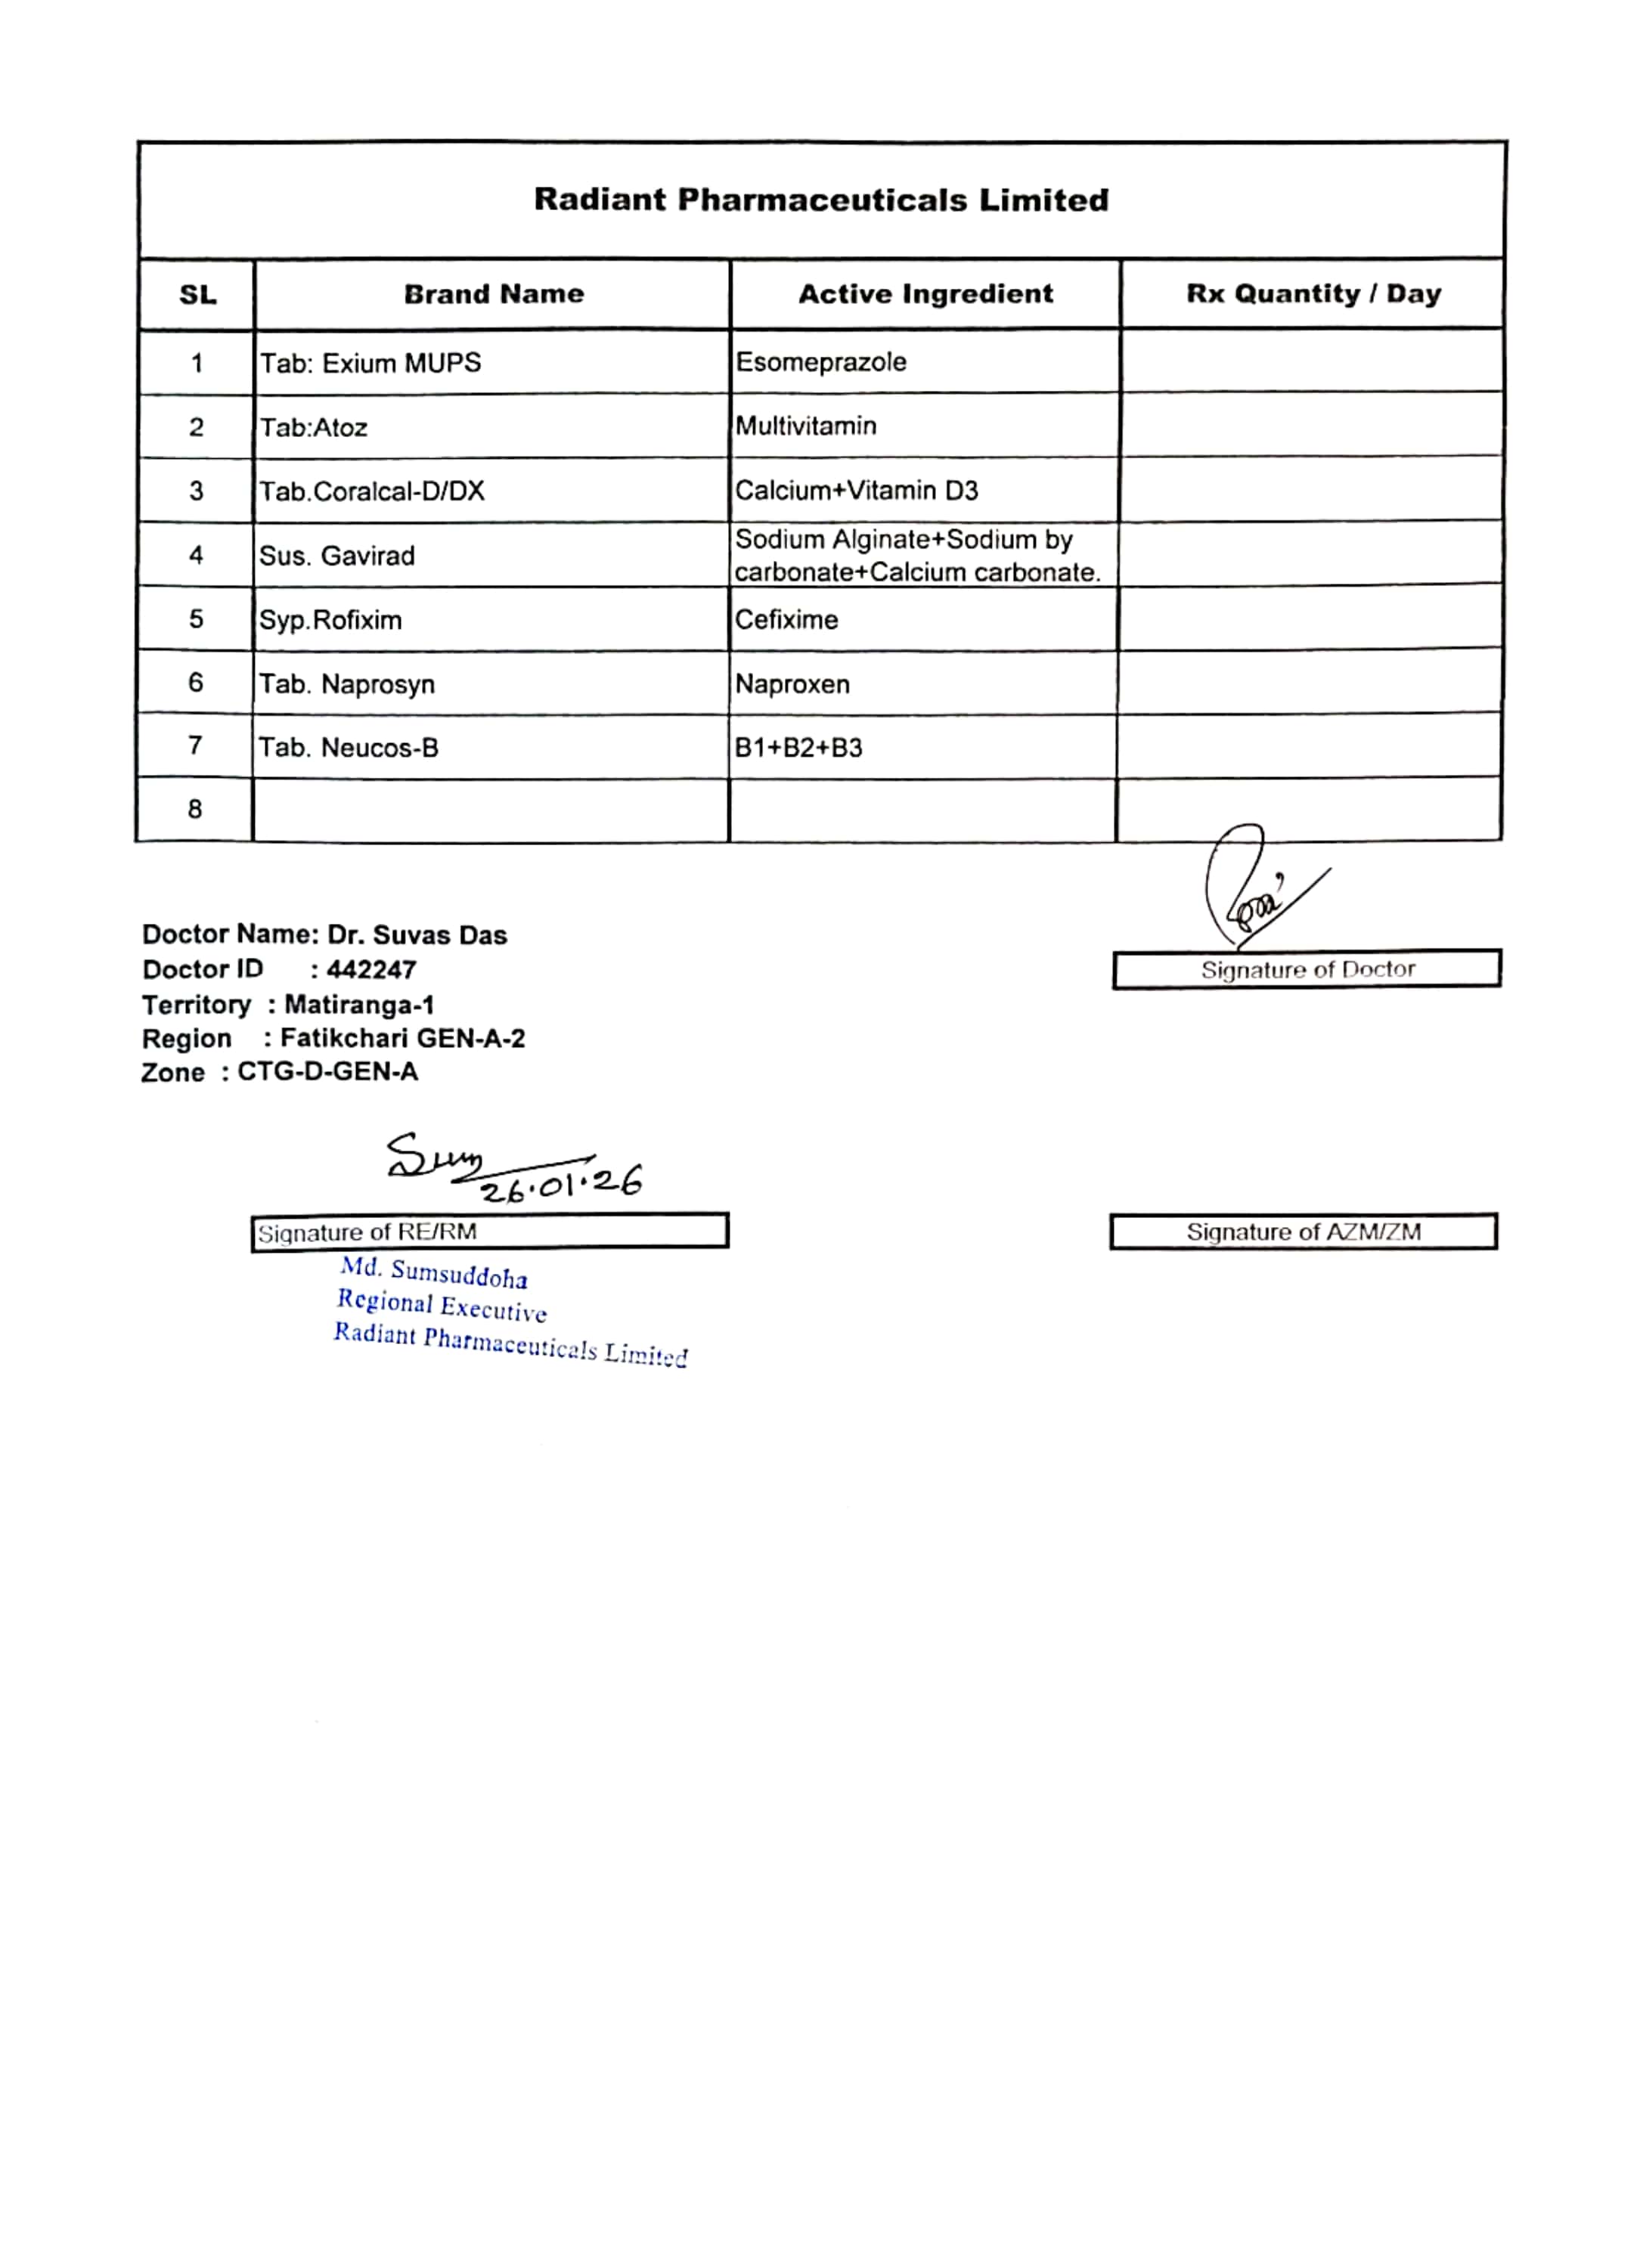 Radiant Pharmaceuticals Limited
SL Brand Name Active Ingredient Rx Quantity / Day
1 Tab: Exium MUPS Esomeprazole
2 Tab:Atoz Multivitamin
3 Tab.Coralcal-D/DX Calcium+Vitamin D3
4 Sus. Gavirad Sodium Alginate+Sodium by
carbonate+Calcium carbonate.
5 Syp.Rofixim Cefixime
6 Tab. Naprosyn Naproxen
7 Tab. Neucos-B B1+B2+B3
8
Doctor Name: Dr. Suvas Das
Doctor ID : 442247
Signature of Doctor
Territory : Matiranga-1
Region : Fatikchari GEN-A-2
Zone : CTG-D-GEN-A
26.01.26
Signature of RE/RM
Signature of AZM/ZM
Md. Sumsuddoha
Regional Executive
Radiant Pharmaceuticals Limited